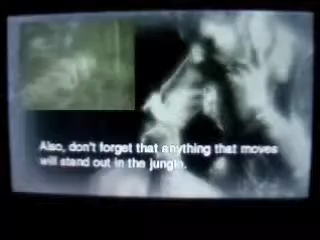 Also, don't forget that anything that moves
will stand out in the jungle.